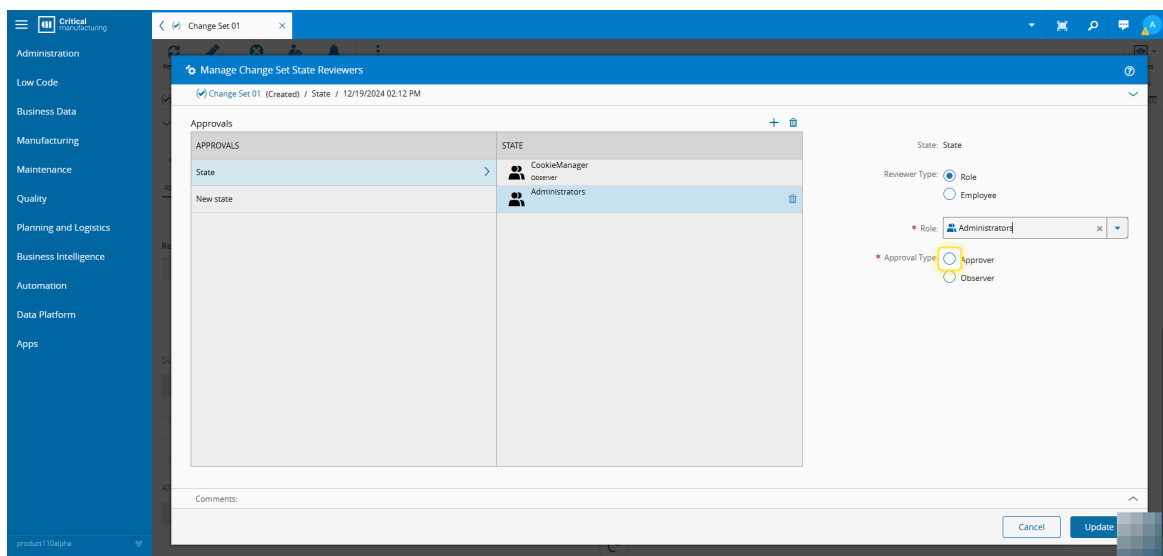 Critical manufacturing
Change Set 01
A
Administration
Low Code
Business Data
Manufacturing
Maintenance
Quality
Planning and Logistics
Business Intelligence
Automation
Data Platform
Apps
product110alpha
Manage Change Set State Reviewers
Change Set 01 (Created) / State / 12/19/2024 02:12 PM
Approvals
APPROVALS
STATE
State
CookieManager
Observer
New state
Administrators
State: State
Reviewer Type: Role
Employee
* Role: Administrators
* Approval Type: Approver
Observer
Comments:
Cancel
Update